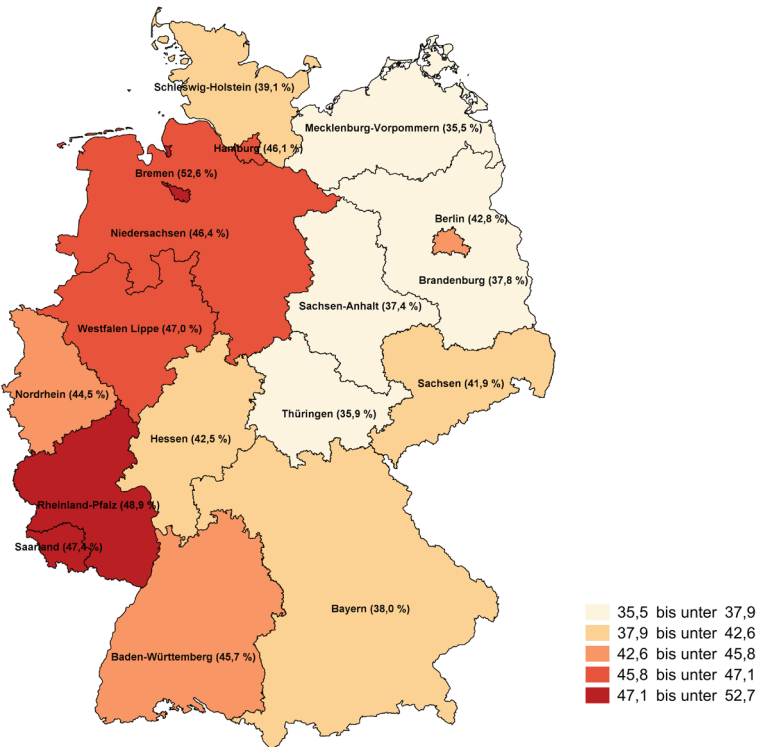 Schleswig-Holstein (39,1 %)
Mecklenburg-Vorpommern (35,5 %)
Hamburg (46,1 %)
Bremen (52,6 %)
Berlin (42,8 %)
Niedersachsen (46,4 %)
Brandenburg (37,8 %)
Sachsen-Anhalt (37,4 %)
Westfalen Lippe (47,0 %)
Sachsen (41,9 %)
Nordrhein (44,5 %)
Thüringen (35,9 %)
Hessen (42,5 %)
Rheinland-Pfalz (48,9 %)
Saarland (47,4 %)
Bayern (38,0 %)
Baden-Württemberg (45,7 %)
35,5 bis unter 37,9
37,9 bis unter 42,6
42,6 bis unter 45,8
45,8 bis unter 47,1
47,1 bis unter 52,7